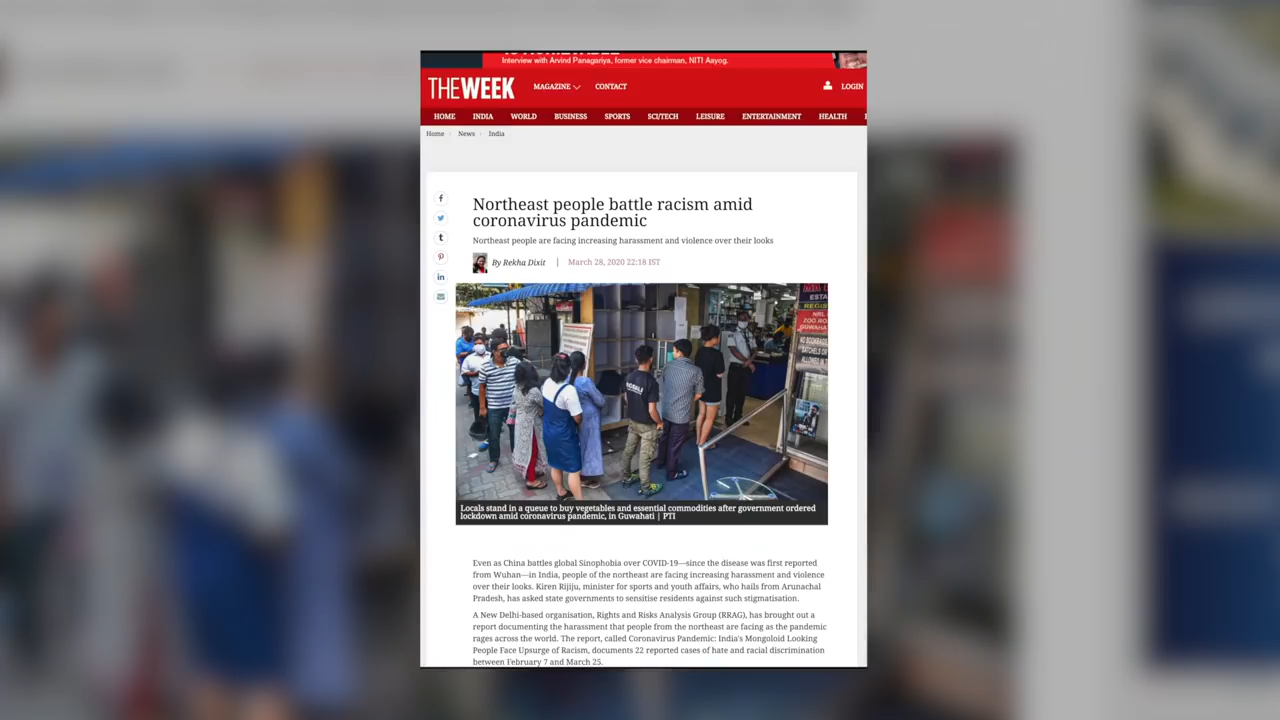 Interview with Arvind Panagariya, former vice chairman, NITI Aayog.
THEWEEK
MAGAZINE
CONTACT
LOGIN
HOME INDIA WORLD BUSINESS SPORTS SCI/TECH LEISURE ENTERTAINMENT HEALTH
Home News India
Northeast people battle racism amid
coronavirus pandemic
Northeast people are facing increasing harassment and violence over their looks
By Rekha Dixit | March 28, 2020 22:18 IST
ESTA
REGIS
NRL
ZOO RO
GUWAHAT
Locals stand in a queue to buy vegetables and essential commodities after government ordered
lockdown amid coronavirus pandemic, in Guwahati | PTI
Even as China battles global Sinophobia over COVID-19—since the disease was first reported
from Wuhan—in India, people of the northeast are facing increasing harassment and violence
over their looks. Kiren Rijiju, minister for sports and youth affairs, who hails from Arunachal
Pradesh, has asked state governments to sensitise residents against such stigmatisation.
A New Delhi-based organisation, Rights and Risks Analysis Group (RRAG), has brought out a
report documenting the harassment that people from the northeast are facing as the pandemic
rages across the world. The report, called Coronavirus Pandemic: India's Mongoloid Looking
People Face Upsurge of Racism, documents 22 reported cases of hate and racial discrimination
between February 7 and March 25.